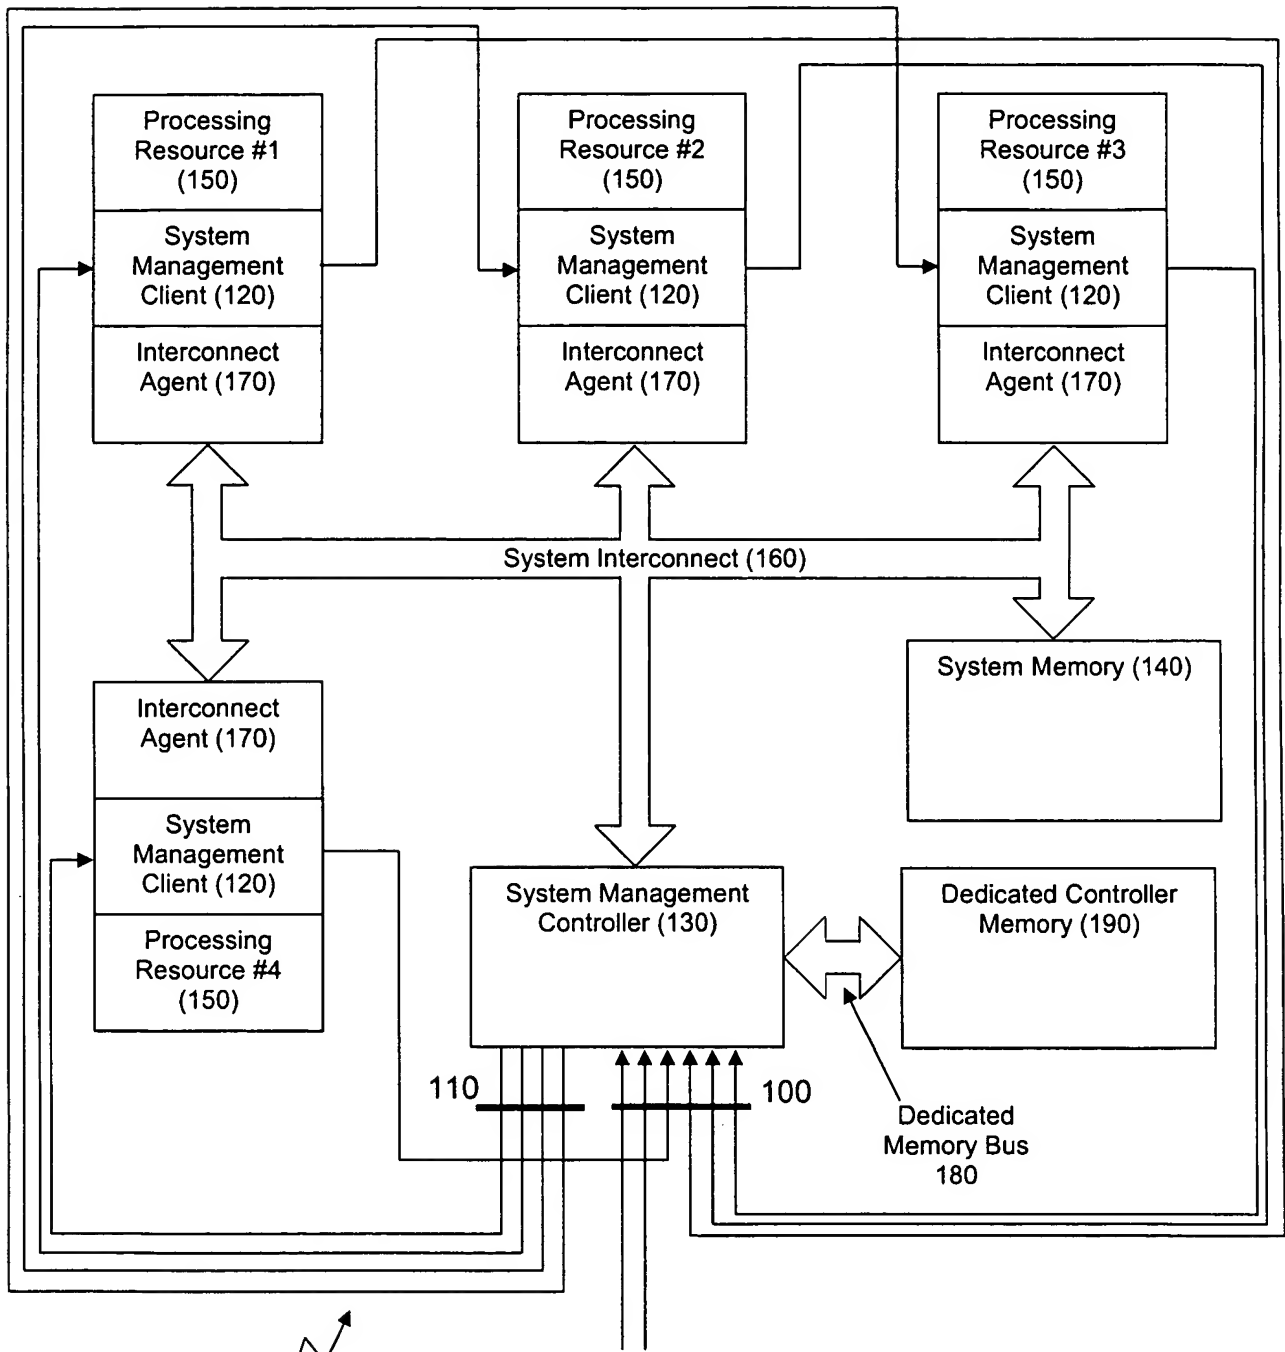 Processing
Resource #1
(150)
System
Management
Client (120)
Interconnect
Agent (170)
Processing
Resource #2
(150)
System
Management
Client (120)
Interconnect
Agent (170)
Processing
Resource #3
(150)
System
Management
Client (120)
Interconnect
Agent (170)
System Interconnect (160)
Interconnect
Agent (170)
System
Management
Client (120)
Processing
Resource #4
(150)
System Memory (140)
System Management
Controller (130)
Dedicated Controller
Memory (190)
110
100
Dedicated
Memory Bus
180